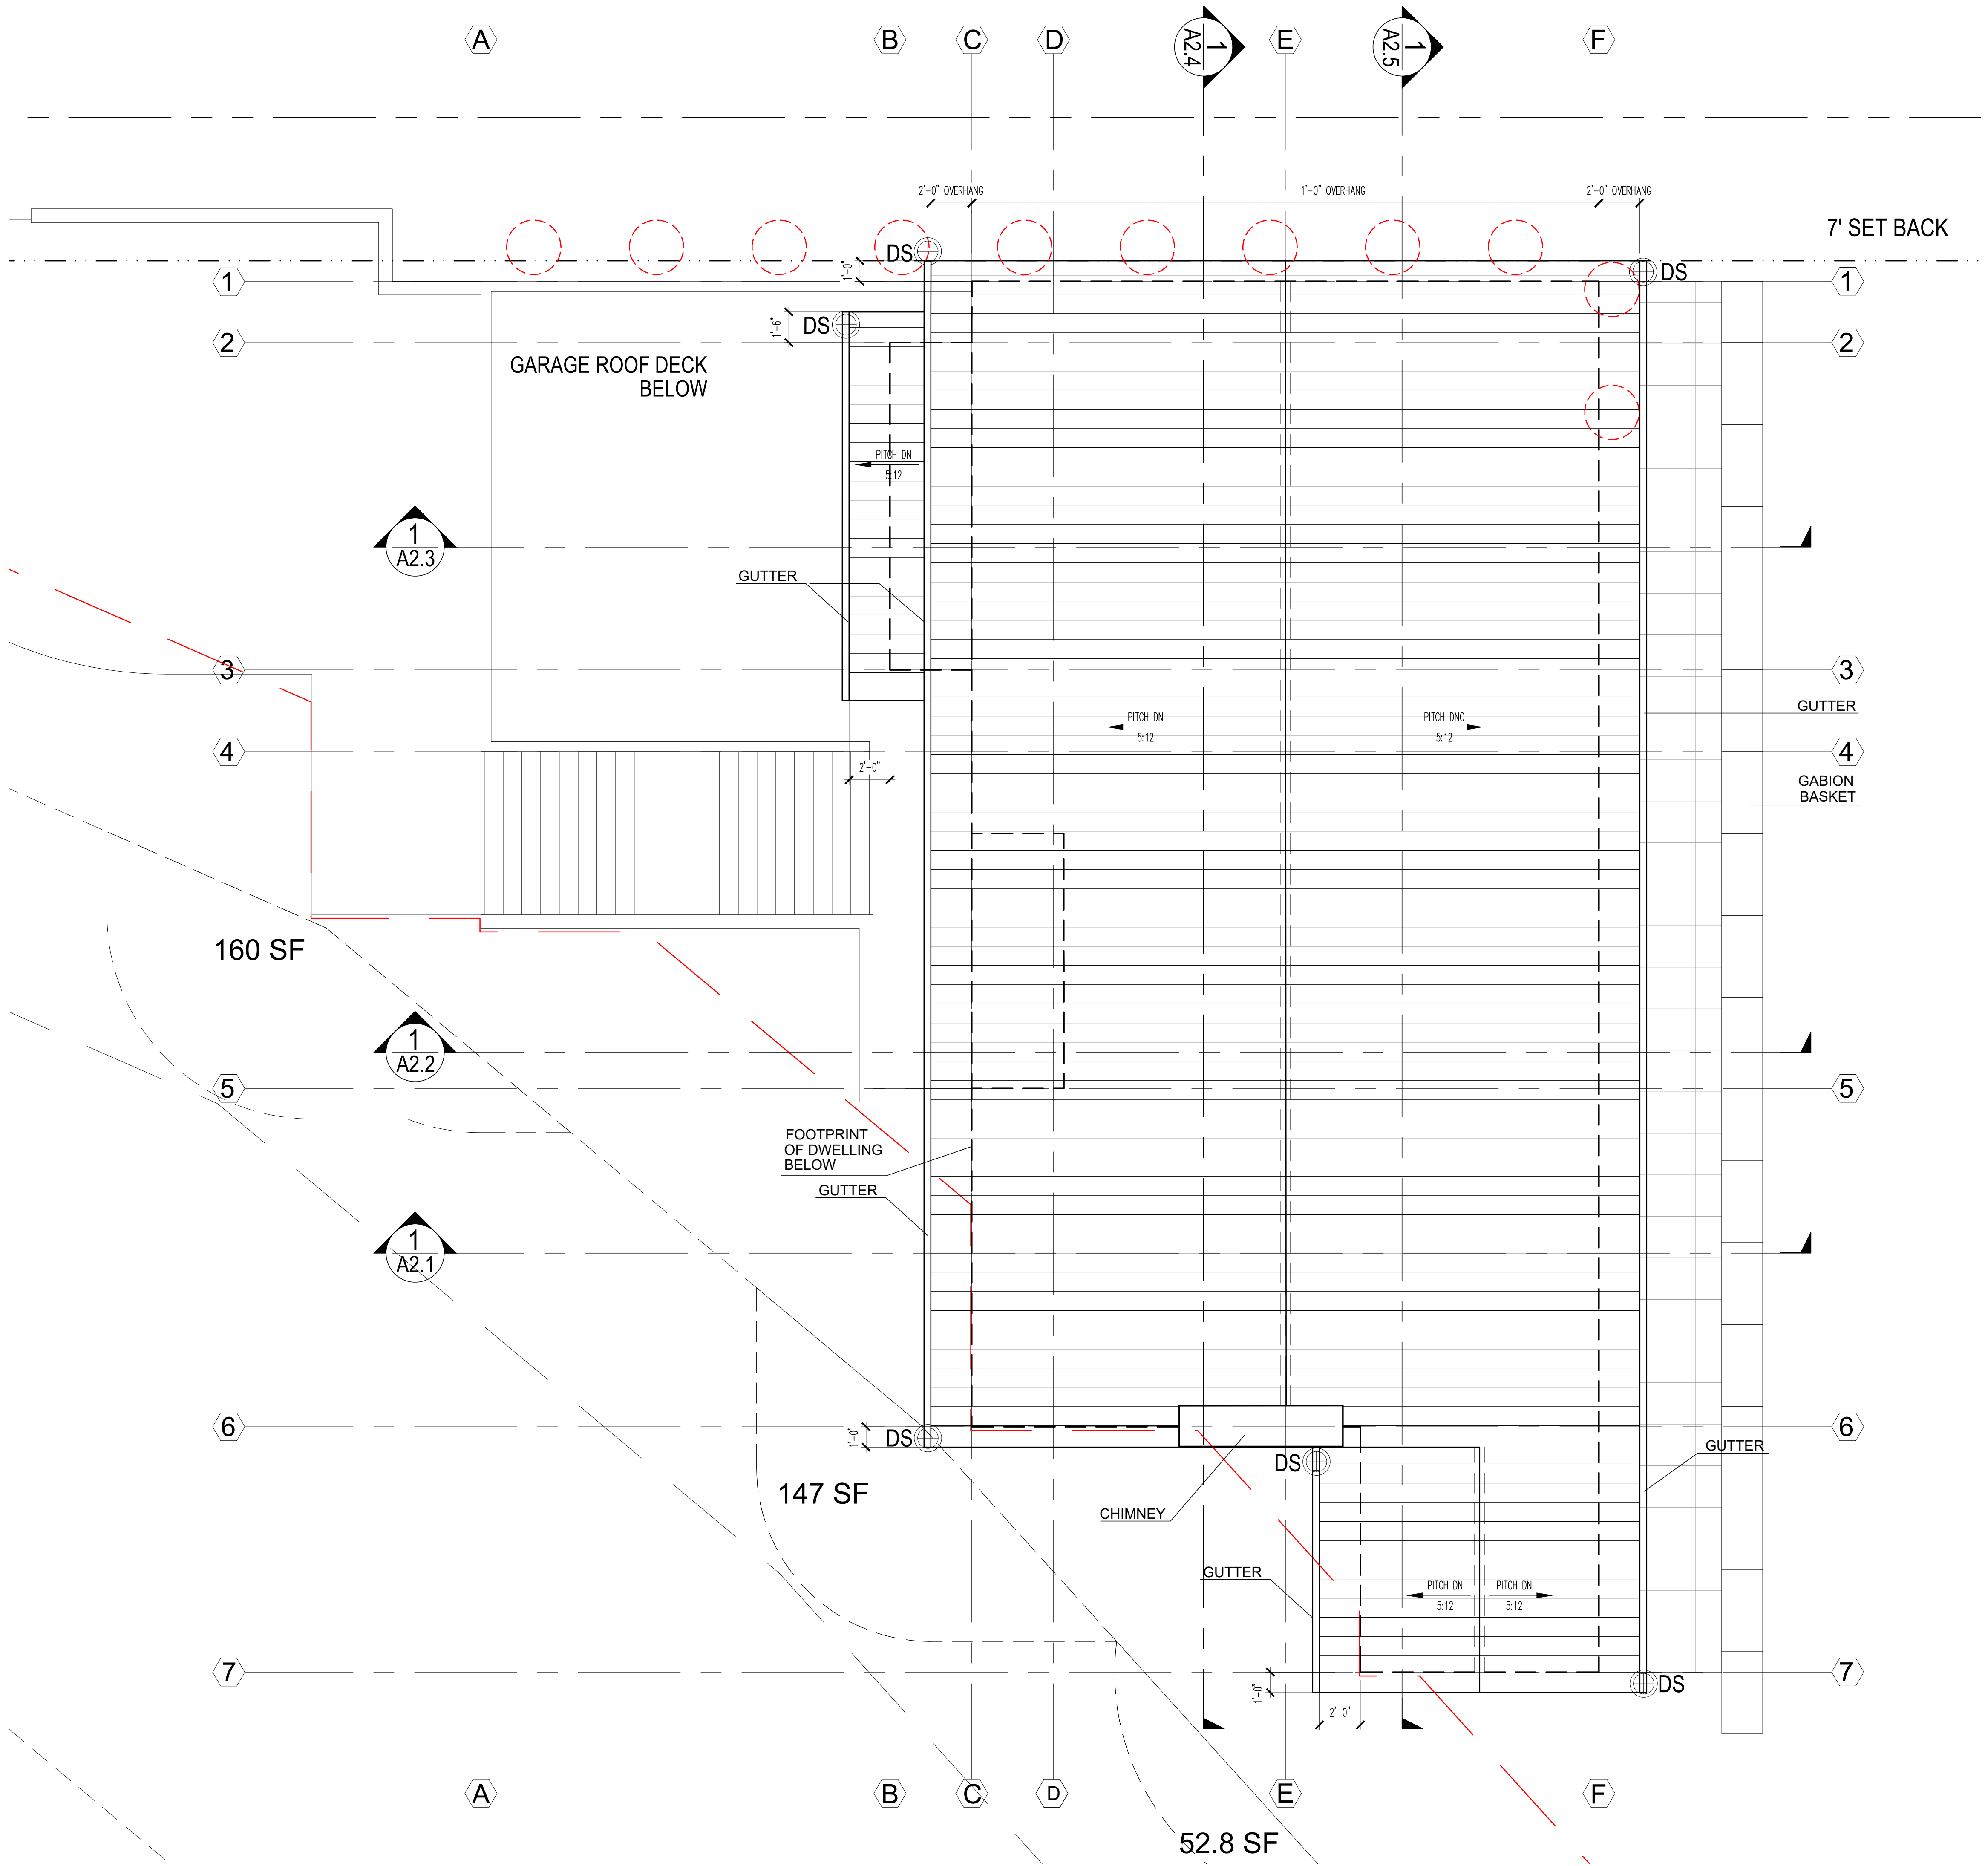 A
B
C
D
1
A2.4
E
1
A2.5
F
2'-0" OVERHANG
1'-0" OVERHANG
2'-0" OVERHANG
7' SET BACK
DS
DS
1'-0"
1
1
1'-6"
DS
2
2
GARAGE ROOF DECK
BELOW
PITCH DN
5:12
1
A2.3
GUTTER
3
3
GUTTER
PITCH DN
5:12
PITCH DNC
5:12
4
4
2'-0"
GABION
BASKET
160 SF
1
A2.2
5
5
FOOTPRINT
OF DWELLING
BELOW
GUTTER
1
A2.1
6
6
1'-0"
DS
GUTTER
DS
147 SF
CHIMNEY
GUTTER
PITCH DN
5:12
PITCH DN
5:12
7
7
1'-0"
DS
2'-0"
A
B
C
D
E
F
52.8 SF